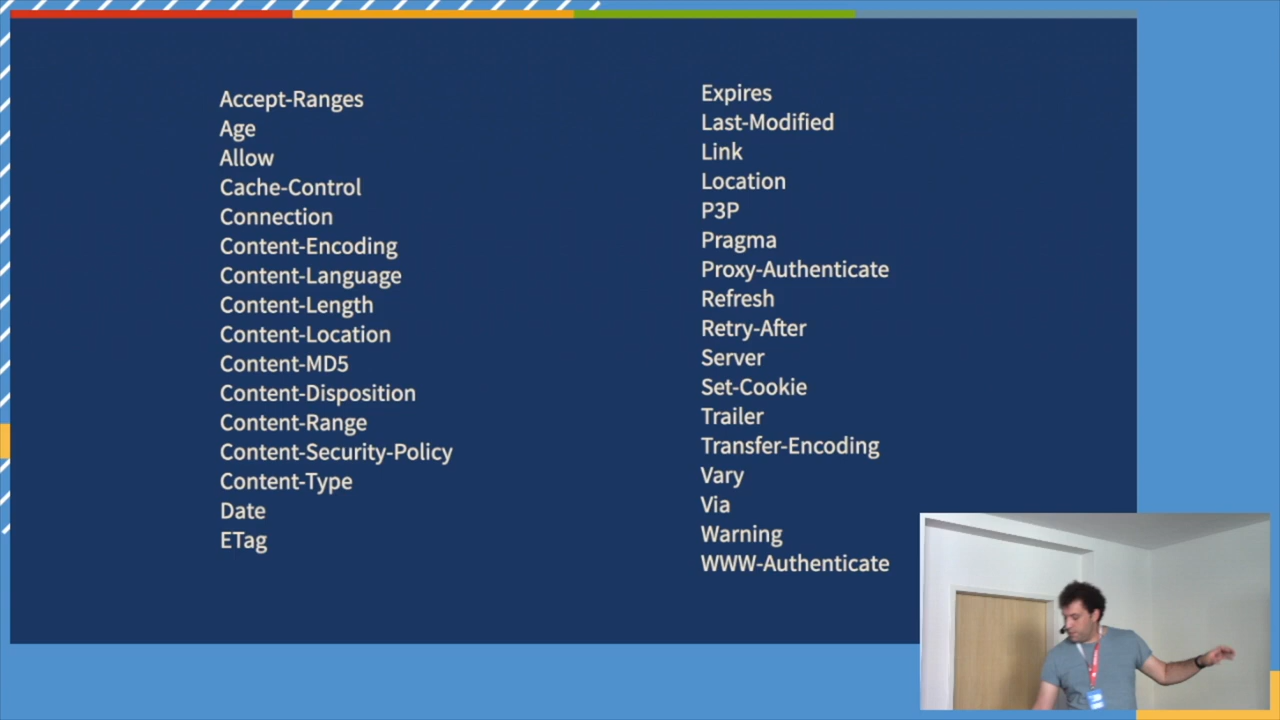 Accept-Ranges
Age
Allow
Cache-Control
Connection
Content-Encoding
Content-Language
Content-Length
Content-Location
Content-MD5
Content-Disposition
Content-Range
Content-Security-Policy
Content-Type
Date
ETag
Expires
Last-Modified
Link
Location
P3P
Pragma
Proxy-Authenticate
Refresh
Retry-After
Server
Set-Cookie
Trailer
Transfer-Encoding
Vary
Via
Warning
WWW-Authenticate